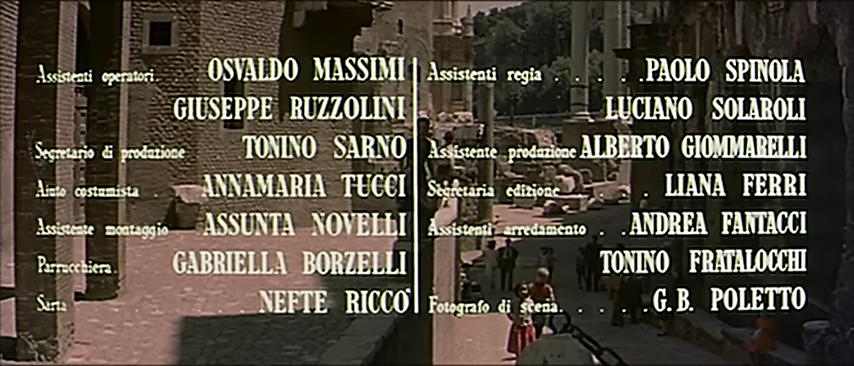 Assistenti operatori. . OSVALDO MASSIMI
GIUSEPPE RUZZOLINI
Segretario di produzione TONINO SARNO
Aiuto costumista ANNAMARIA TUCCI
Assistente montaggio ASSUNTA NOVELLI
Parrucchiera. GABRIELLA BORZELLI
Sarta NEFTE RICCO'
Assistenti regia . . . . . PAOLO SPINOLA
LUCIANO SOLAROLI
Assistente produzione ALBERTO GIOMMARELLI
Segretaria edizione . LIANA FERRI
Assistenti arredamento . . ANDREA FANTACCI
TONINO FRATALOCCHI
Fotografo di scena. . . . . G. B. POLETTO